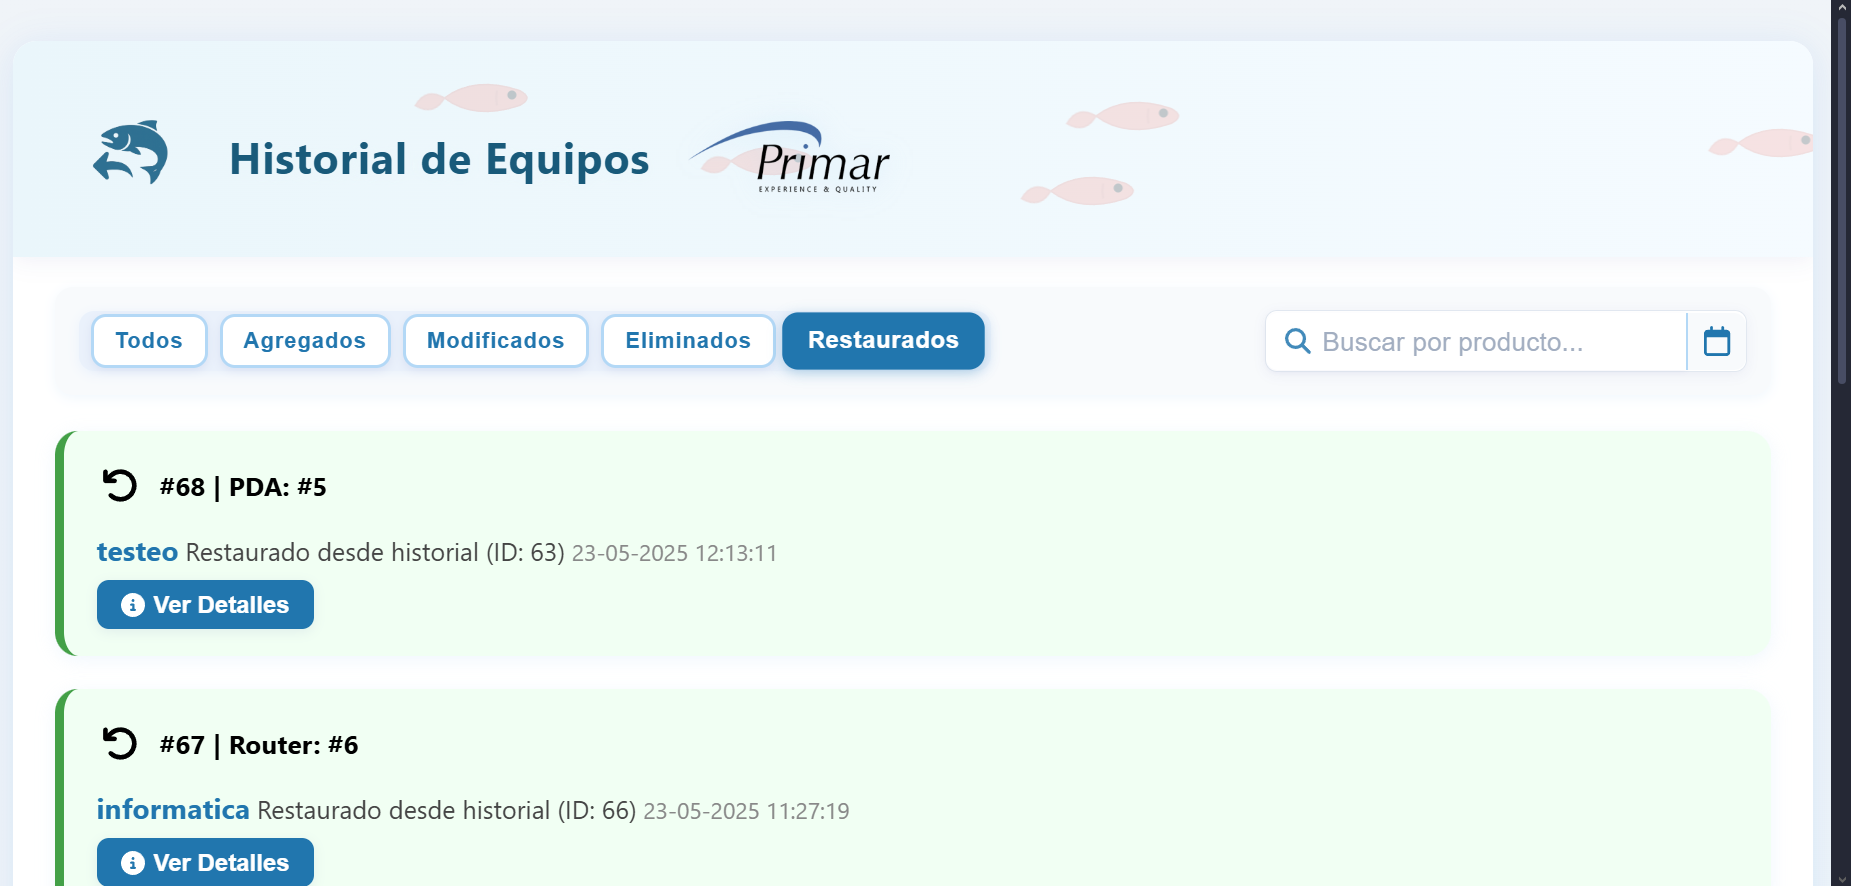 Historial de Equipos
Primar
EXPERIENCE & QUALITY
Todos
Agregados
Modificados
Eliminados
Restaurados
Buscar por producto...
#68 | PDA: #5
testeo Restaurado desde historial (ID: 63) 23-05-2025 12:13:11
Ver Detalles
#67 | Router: #6
informatica Restaurado desde historial (ID: 66) 23-05-2025 11:27:19
Ver Detalles